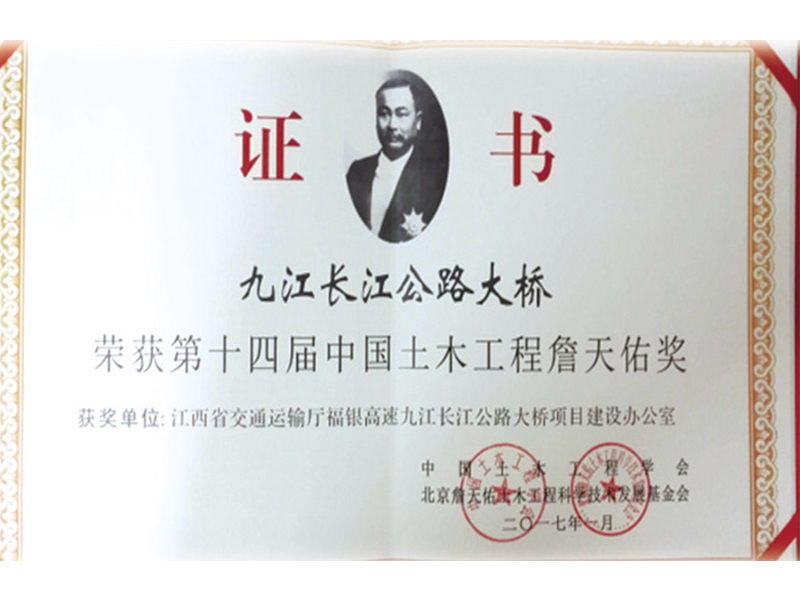 证 书
九江长江公路大桥
荣获第十四届中国土木工程詹天佑奖
获奖单位:江西省交通运输厅福银高速九江长江公路大桥项目建设办公室
中国土木工程学会
北京詹天佑土木工程科学技术发展基金会
二〇一七年一月